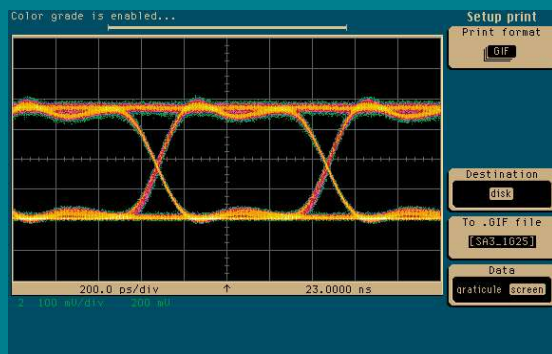 Color grade is enabled...
Setup print
Print format
GIF
Destination
disk
To .GIF file
[SA3_1G25]
Data
graticule screen
200.0 ps/div ↑ 23.0000 ns
2 100 mV/div 200 mV